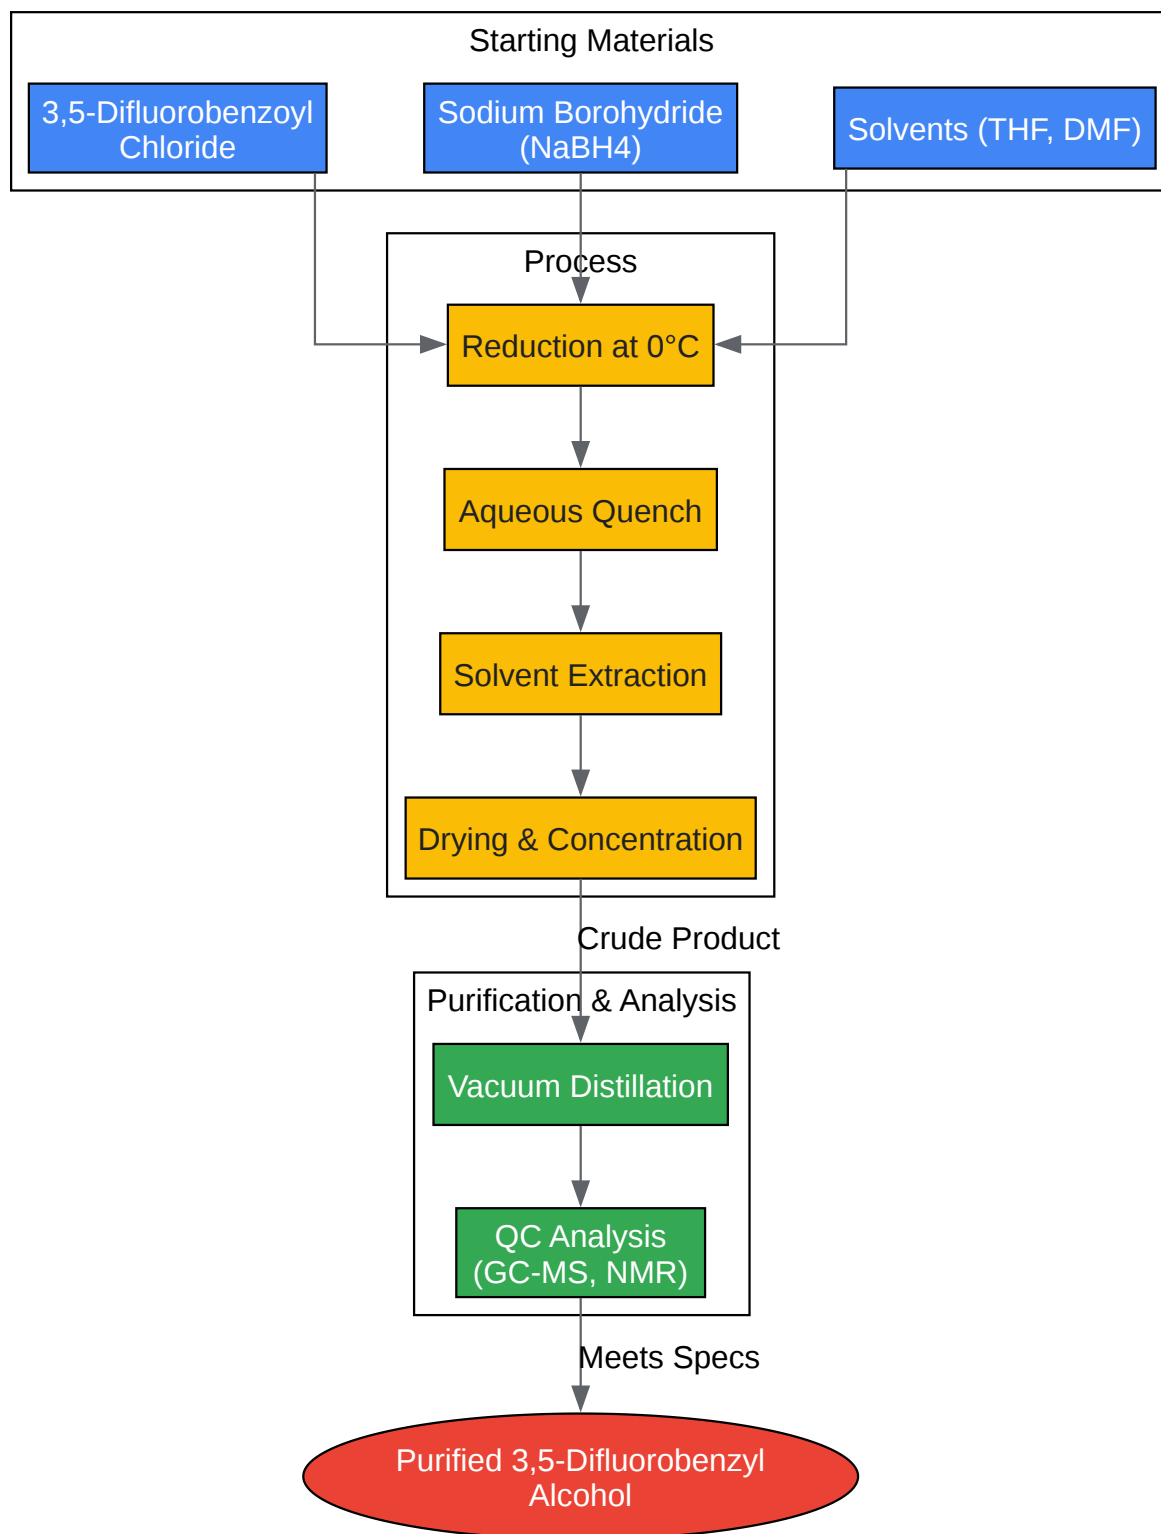 Starting Materials
3,5-Difluorobenzoyl
Chloride
Sodium Borohydride
(NaBH4)
Solvents (THF, DMF)
Process
Reduction at 0°C
Aqueous Quench
Solvent Extraction
Drying & Concentration
Crude Product
Purification & Analysis
Vacuum Distillation
QC Analysis
(GC-MS, NMR)
Meets Specs
Purified 3,5-Difluorobenzyl
Alcohol